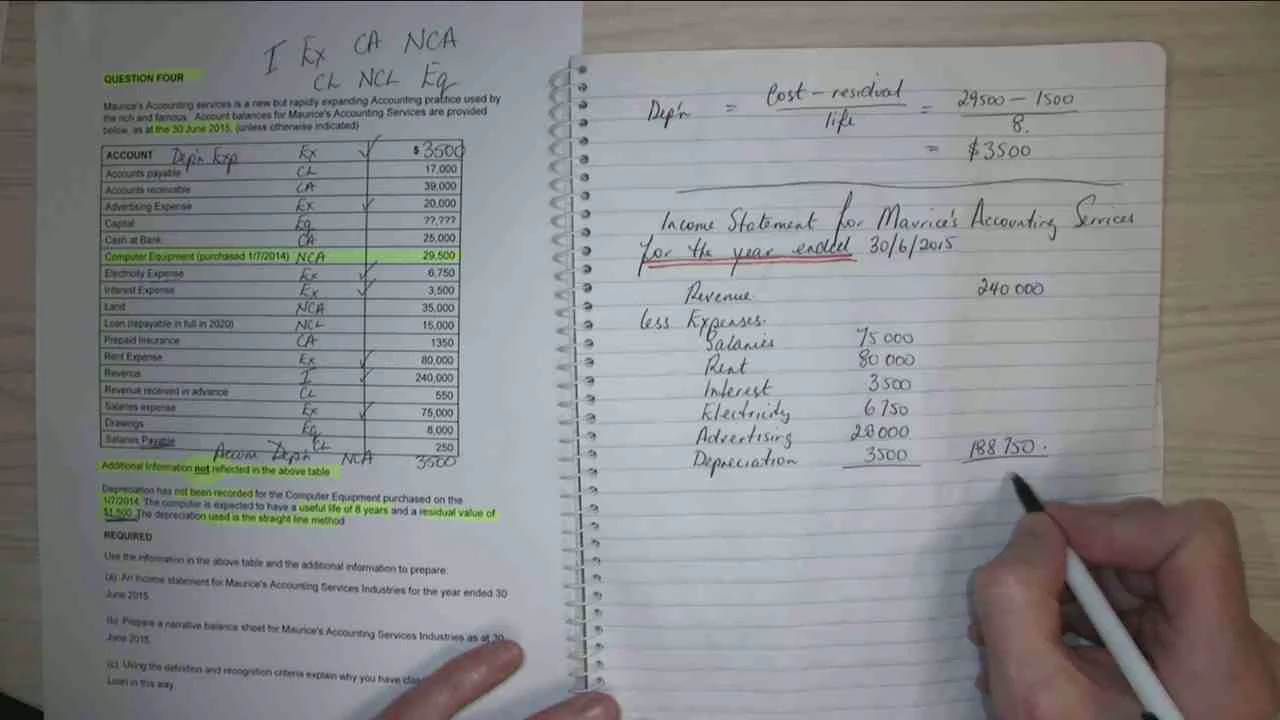 I Ex CA NCA
CL NCL Eq
QUESTION FOUR
Maurice's Accounting services is a new but rapidly expanding Accounting practice used by
the rich and famous. Account balances for Maurice's Accounting Services are provided
below, as at the 30 June 2015. (unless otherwise indicated)
ACCOUNT Dep'n Exp Ex ✓ $ 3500
Accounts payable CL 17,000
Accounts receivable CA 39,000
Advertising Expense Ex ✓ 20,000
Capital Eq ??,???
Cash at Bank CA 25,000
Computer Equipment (purchased 1/7/2014) NCA 29,500
Electricity Expense Ex ✓ 6,750
Interest Expense Ex ✓ 3,500
Land NCA 35,000
Loan (repayable in full in 2020) NCL 15,000
Prepaid Insurance CA 1350
Rent Expense Ex ✓ 80,000
Revenue I ✓ 240,000
Revenue received in advance CL 550
Salaries expense Ex ✓ 75,000
Drawings Eq 8,000
Salaries Payable CL 250
Accum Dep'n NCA 3500
Additional Information not reflected in the above table
Depreciation has not been recorded for the Computer Equipment purchased on the
1/7/2014. The computer is expected to have a useful life of 8 years and a residual value of
$1,500. The depreciation used is the straight line method
REQUIRED
Use the information in the above table and the additional information to prepare:
(a) An income statement for Maurice's Accounting Services Industries for the year ended 30
June 2015.
(b) Prepare a narrative balance sheet for Maurice's Accounting Services Industries as at 30
June 2015.
(c) Using the definition and recognition criteria explain why you have
Loan in this way.
Dep'n = Cost - residual / life = 29500 - 1500 / 8.
= $3500
Income Statement for Maurice's Accounting Services
for the year ended 30/6/2015
Revenue 240 000
less Expenses.
Salaries 75 000
Rent 80 000
Interest 3500
Electricity 6750
Advertising 20000
Depreciation 3500 188 750.